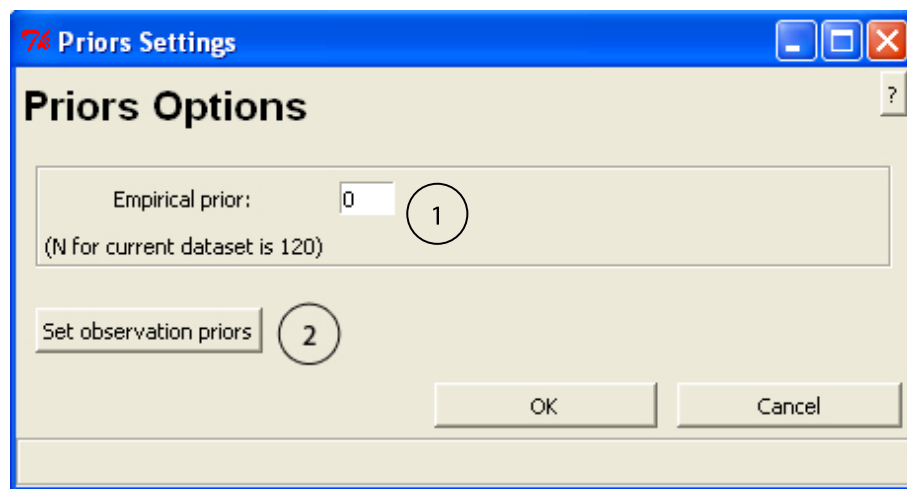 Priors Settings
?
Priors Options
Empirical prior: 0 1
(N for current dataset is 120)
Set observation priors 2
OK Cancel